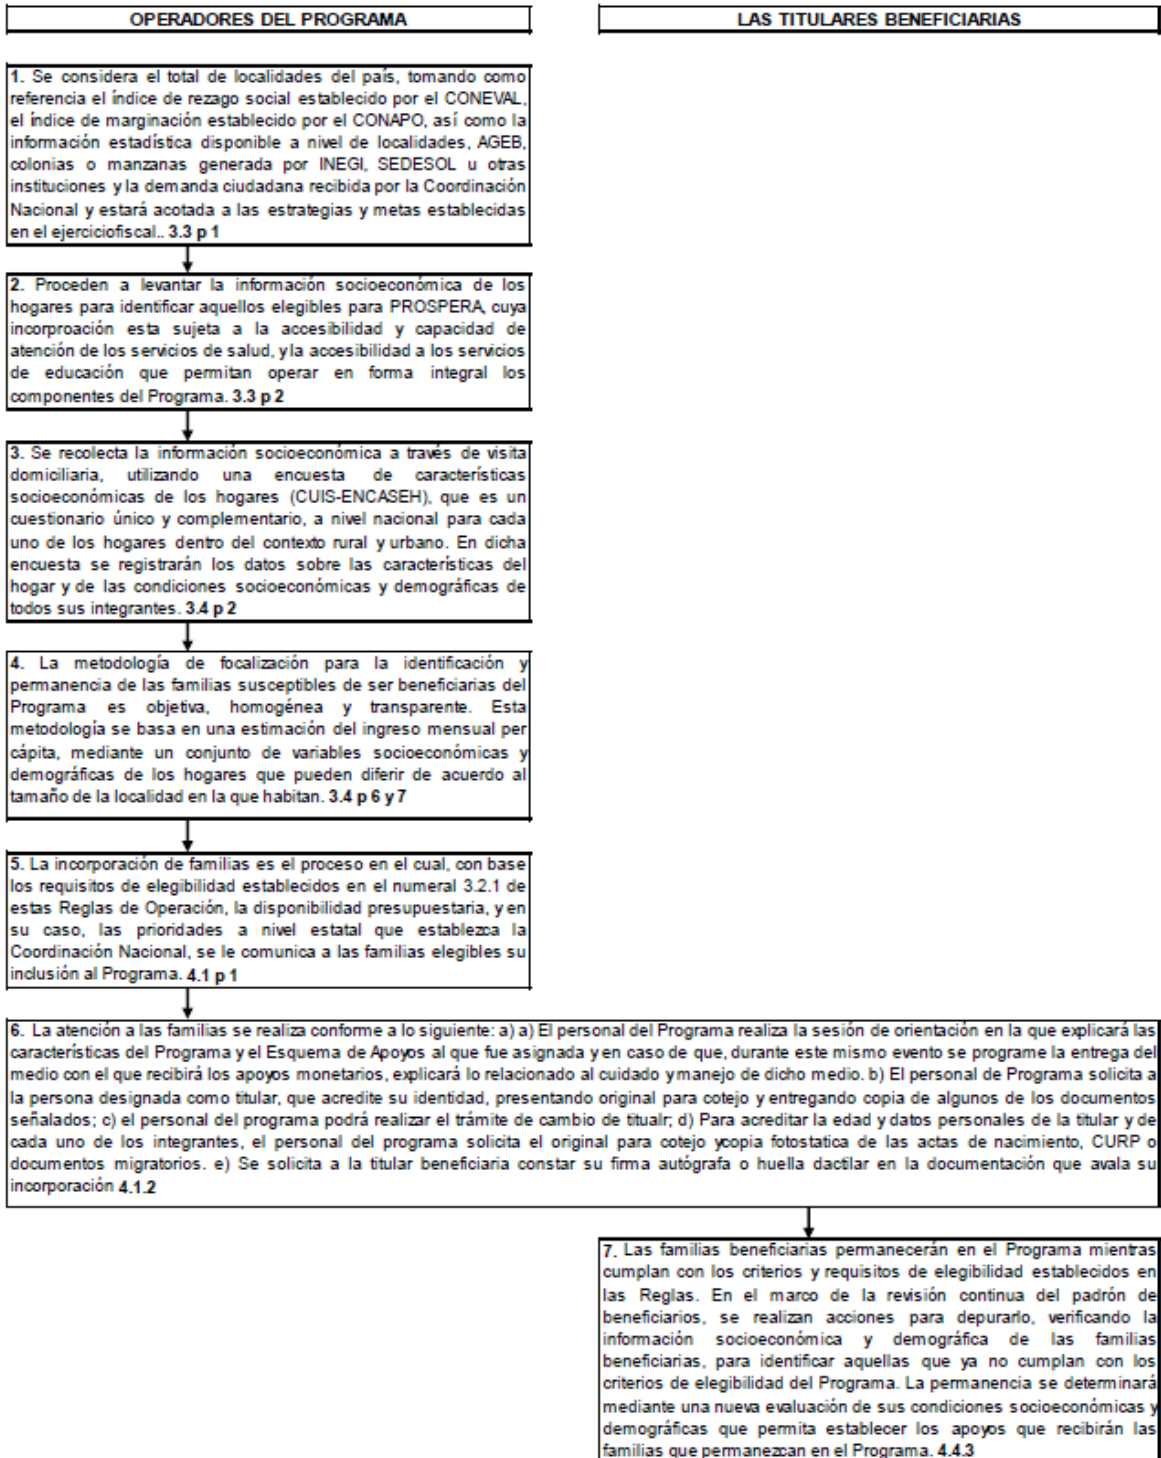 OPERADORES DEL PROGRAMA
LAS TITULARES BENEFICIARIAS
1. Se considera el total de localidades del país, tomando como
referencia el índice de rezago social establecido por el CONEVAL,
el índice de marginación establecido por el CONAPO, así como la
información estadística disponible a nivel de localidades, AGEB,
colonias o manzanas generada por INEGI, SEDESOL u otras
instituciones y la demanda ciudadana recibida por la Coordinación
Nacional y estará acotada a las estrategias y metas establecidas
en el ejerciciofiscal.. 3.3 p 1
2. Proceden a levantar la información socioeconómica de los
hogares para identificar aquellos elegibles para PROSPERA, cuya
incorproación esta sujeta a la accesibilidad y capacidad de
atención de los servicios de salud, y la accesibilidad a los servicios
de educación que permitan operar en forma integral los
componentes del Programa. 3.3 p 2
3. Se recolecta la información socioeconómica a través de visita
domiciliaria, utilizando una encuesta de características
socioeconómicas de los hogares (CUIS-ENCASEH), que es un
cuestionario único y complementario, a nivel nacional para cada
uno de los hogares dentro del contexto rural y urbano. En dicha
encuesta se registrarán los datos sobre las características del
hogar y de las condiciones socioeconómicas y demográficas de
todos sus integrantes. 3.4 p 2
4. La metodología de focalización para la identificación y
permanencia de las familias susceptibles de ser beneficiarias del
Programa es objetiva, homogénea y transparente. Esta
metodología se basa en una estimación del ingreso mensual per
cápita, mediante un conjunto de variables socioeconómicas y
demográficas de los hogares que pueden diferir de acuerdo al
tamaño de la localidad en la que habitan. 3.4 p 6 y 7
5. La incorporación de familias es el proceso en el cual, con base
los requisitos de elegibilidad establecidos en el numeral 3.2.1 de
estas Reglas de Operación, la disponibilidad presupuestaria, y en
su caso, las prioridades a nivel estatal que establezca la
Coordinación Nacional, se le comunica a las familias elegibles su
inclusión al Programa. 4.1 p 1
6. La atención a las familias se realiza conforme a lo siguiente: a) a) El personal del Programa realiza la sesión de orientación en la que explicará las
características del Programa y el Esquema de Apoyos al que fue asignada y en caso de que, durante este mismo evento se programe la entrega del
medio con el que recibirá los apoyos monetarios, explicará lo relacionado al cuidado y manejo de dicho medio. b) El personal de Programa solicita a
la persona designada como titular, que acredite su identidad, presentando original para cotejo y entregando copia de algunos de los documentos
señalados; c) el personal del programa podrá realizar el trámite de cambio de titualr; d) Para acreditar la edad y datos personales de la titular y de
cada uno de los integrantes, el personal del programa solicita el original para cotejo ycopia fotostatica de las actas de nacimiento, CURP o
documentos migratorios. e) Se solicita a la titular beneficiaria constar su firma autógrafa o huella dactilar en la documentación que avala su
incorporación 4.1.2
7. Las familias beneficiarias permanecerán en el Programa mientras
cumplan con los criterios y requisitos de elegibilidad establecidos en
las Reglas. En el marco de la revisión continua del padrón de
beneficiarios, se realizan acciones para depurarlo, verificando la
información socioeconómica y demográfica de las familias
beneficiarias, para identificar aquellas que ya no cumplan con los
criterios de elegibilidad del Programa. La permanencia se determinará
mediante una nueva evaluación de sus condiciones socioeconómicas y
demográficas que permita establecer los apoyos que recibirán las
familias que permanezcan en el Programa. 4.4.3